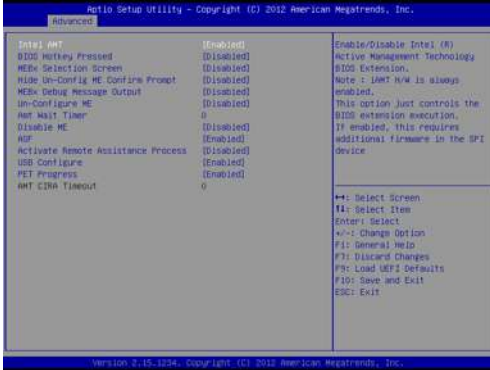 Aptio Setup Utility - Copyright (C) 2012 American Megatrends, Inc.
Advanced
Intel AMT [Enabled]
BIOS Hotkey Pressed [Disabled]
MEBx Selection Screen [Disabled]
Hide Un-Config ME Confirm Prompt [Disabled]
MEBx Debug Message Output [Disabled]
Un-Configure ME [Disabled]
Amt Wait Timer 0
Disable ME [Disabled]
ASF [Enabled]
Activate Remote Assistance Process [Disabled]
USB Configure [Enabled]
PET Progress [Enabled]
AMT CIRA Timeout 0
Enable/Disable Intel (R)
Active Management Technology
BIOS Extension.
Note : iAMT H/W is always
enabled.
This option just controls the
BIOS extension execution.
If enabled, this requires
additional firmware in the SPI
device
↔: Select Screen
↑↓: Select Item
Enter: Select
+/-: Change Option
F1: General Help
F7: Discard Changes
F9: Load UEFI Defaults
F10: Save and Exit
ESC: Exit
Version 2.15.1234. Copyright (C) 2012 American Megatrends, Inc.